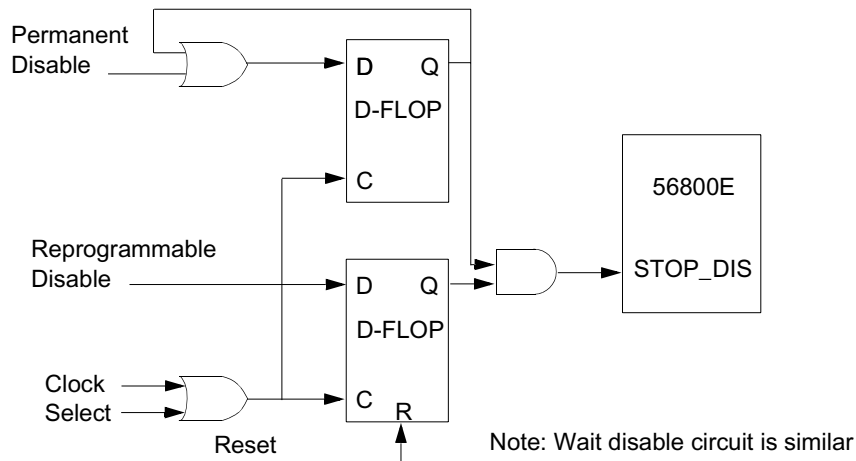 Permanent
Disable
D Q
D-FLOP
C
56800E
STOP_DIS
Reprogrammable
Disable
D Q
D-FLOP
C
R
Clock
Select
Reset
Note: Wait disable circuit is similar